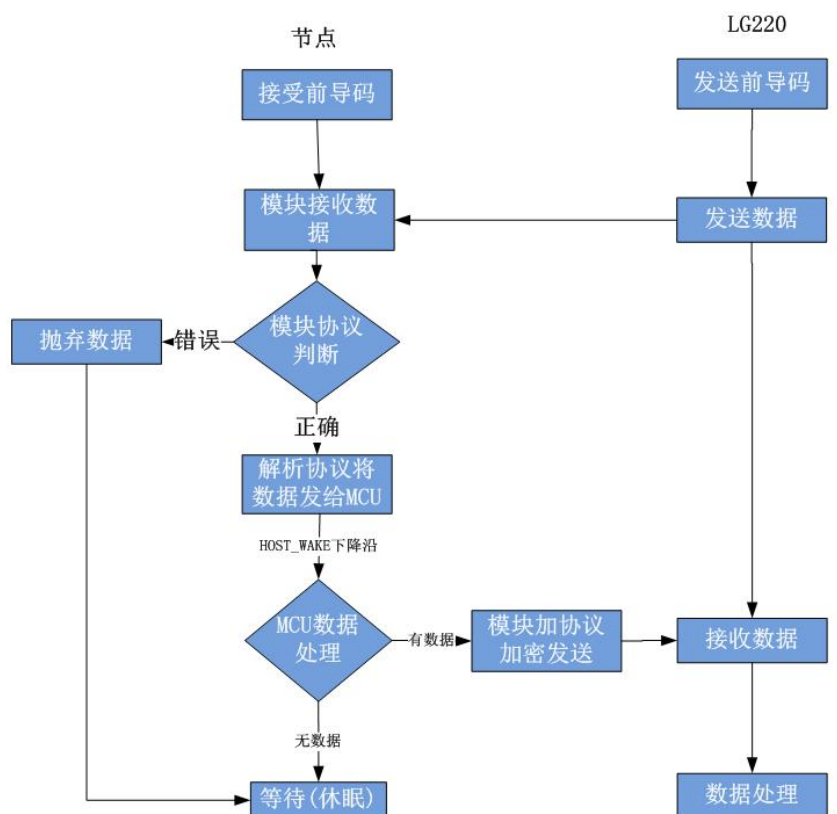 节点
LG220
接受前导码
发送前导码
模块接收数
据
发送数据
模块协议
判断
错误
抛弃数据
正确
解析协议将
数据发给MCU
HOST_WAKE下降沿
MCU数据
处理
有数据
模块加协议
加密发送
接收数据
无数据
等待(休眠)
数据处理